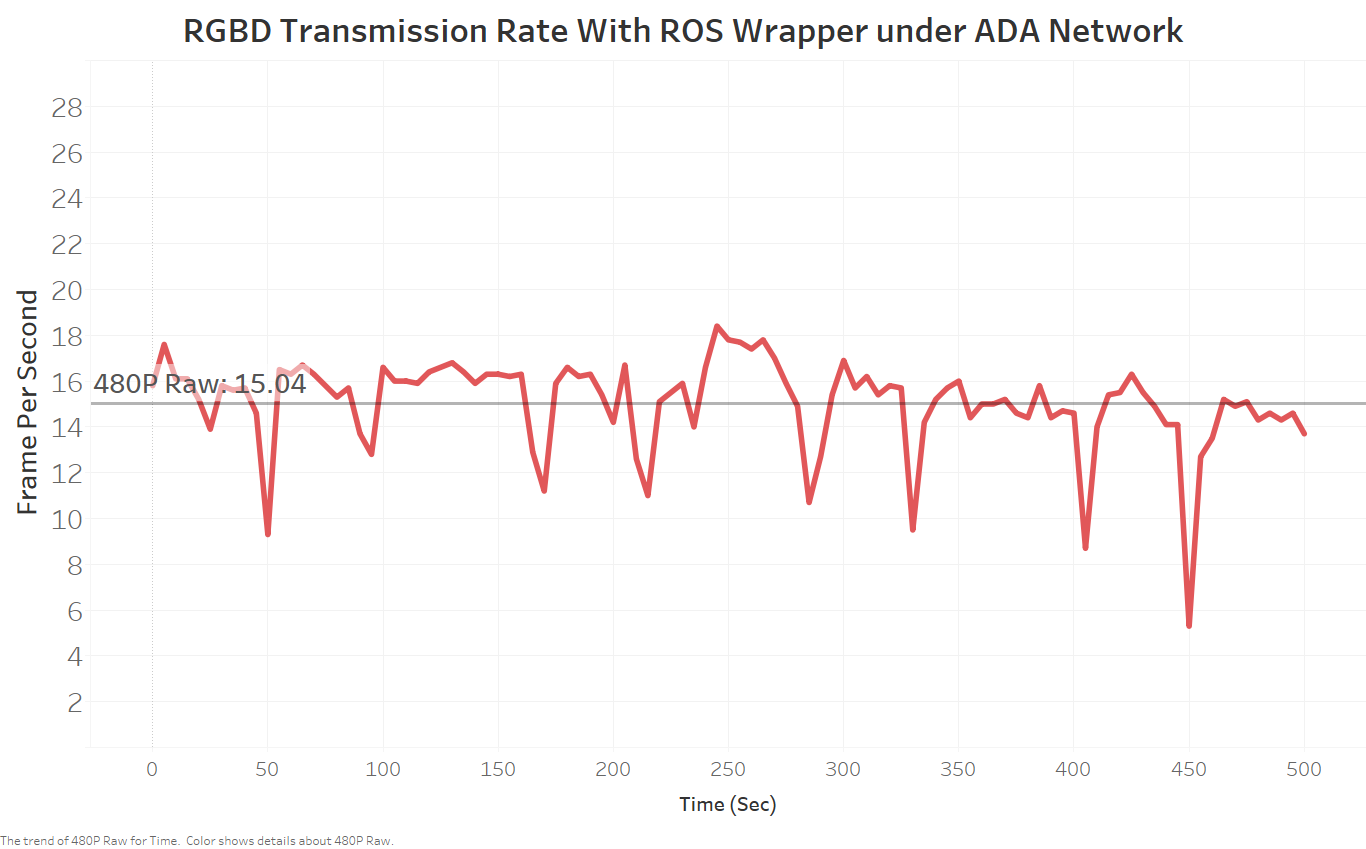 RGBD Transmission Rate With ROS Wrapper under ADA Network
Frame Per Second
28
26
24
22
20
18
16
14
12
10
8
6
4
2
480P Raw: 15.04
0 50 100 150 200 250 300 350 400 450 500
Time (Sec)
The trend of 480P Raw for Time. Color shows details about 480P Raw.